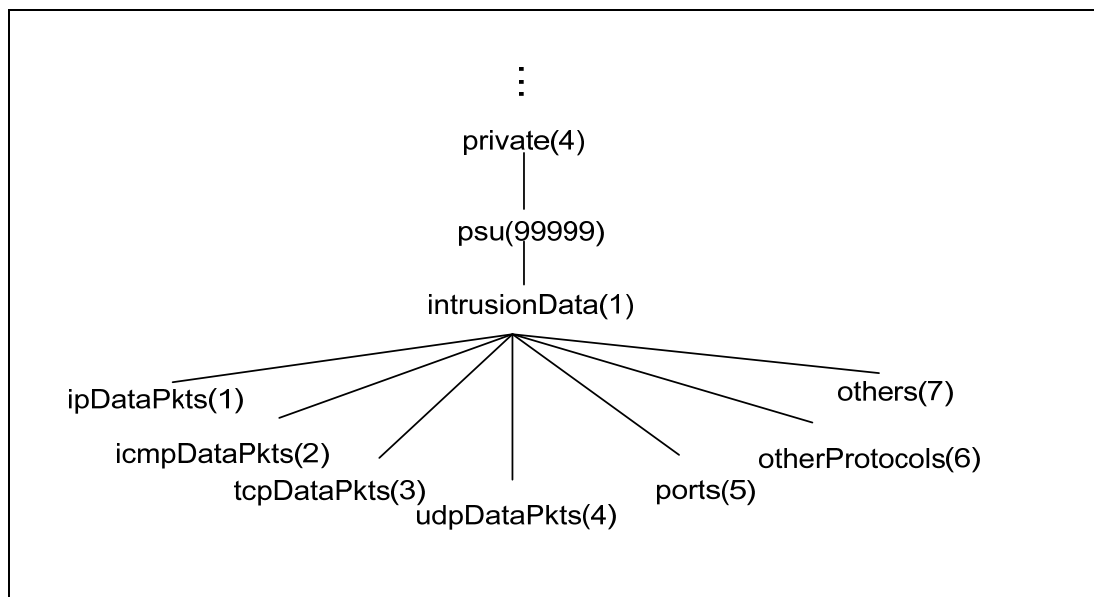 ⋮
private(4)
psu(99999)
intrusionData(1)
ipDataPkts(1)
icmpDataPkts(2)
tcpDataPkts(3)
udpDataPkts(4)
ports(5)
otherProtocols(6)
others(7)